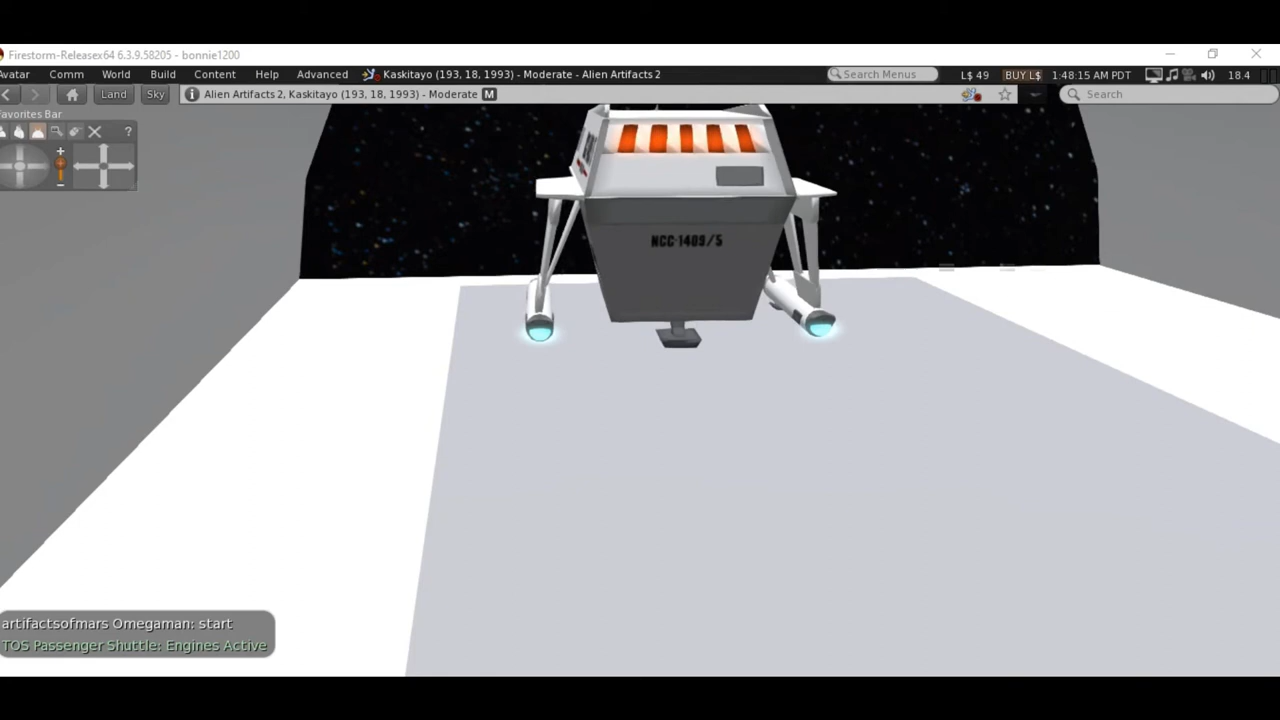 Firestorm-Releasex64 6.3.9.58205 - bonnie1200
Avatar Comm World Build Content Help Advanced Kaskitayo (193, 18, 1993) - Moderate - Alien Artifacts 2 Search Menus L$ 49 BUY L$ 1:48:15 AM PDT 18.4
Land Sky Alien Artifacts 2, Kaskitayo (193, 18, 1993) - Moderate M Search
Favorites Bar
?
NCC-1409/5
artifactsofmars Omegaman: start
TOS Passenger Shuttle: Engines Active